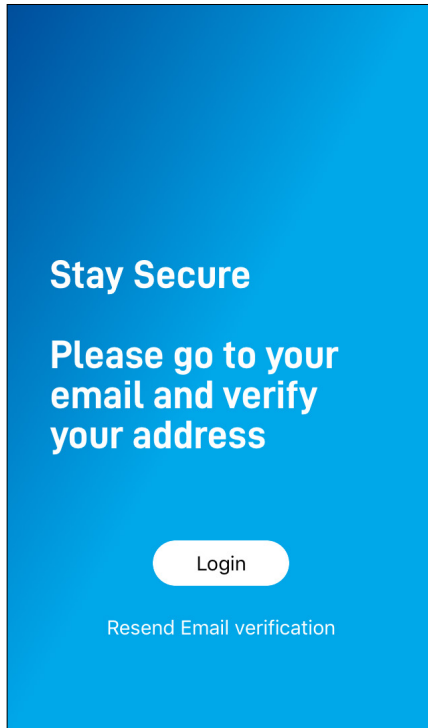 Stay Secure
Please go to your
email and verify
your address
Login
Resend Email verification